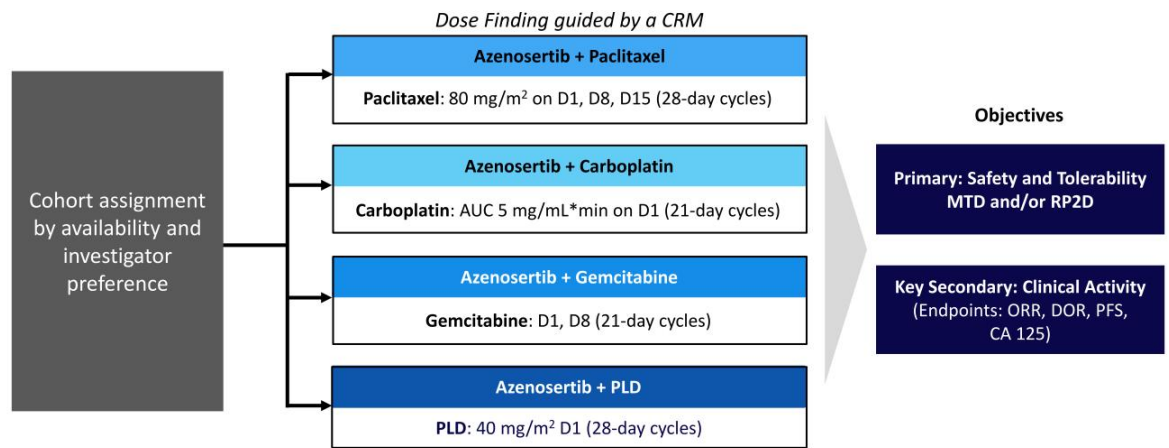 Dose Finding guided by a CRM
Cohort assignment
by availability and
investigator
preference
Azenosertib + Paclitaxel
Paclitaxel: 80 mg/m² on D1, D8, D15 (28-day cycles)
Azenosertib + Carboplatin
Carboplatin: AUC 5 mg/mL*min on D1 (21-day cycles)
Azenosertib + Gemcitabine
Gemcitabine: D1, D8 (21-day cycles)
Azenosertib + PLD
PLD: 40 mg/m² D1 (28-day cycles)
Objectives
Primary: Safety and Tolerability
MTD and/or RP2D
Key Secondary: Clinical Activity
(Endpoints: ORR, DOR, PFS,
CA 125)